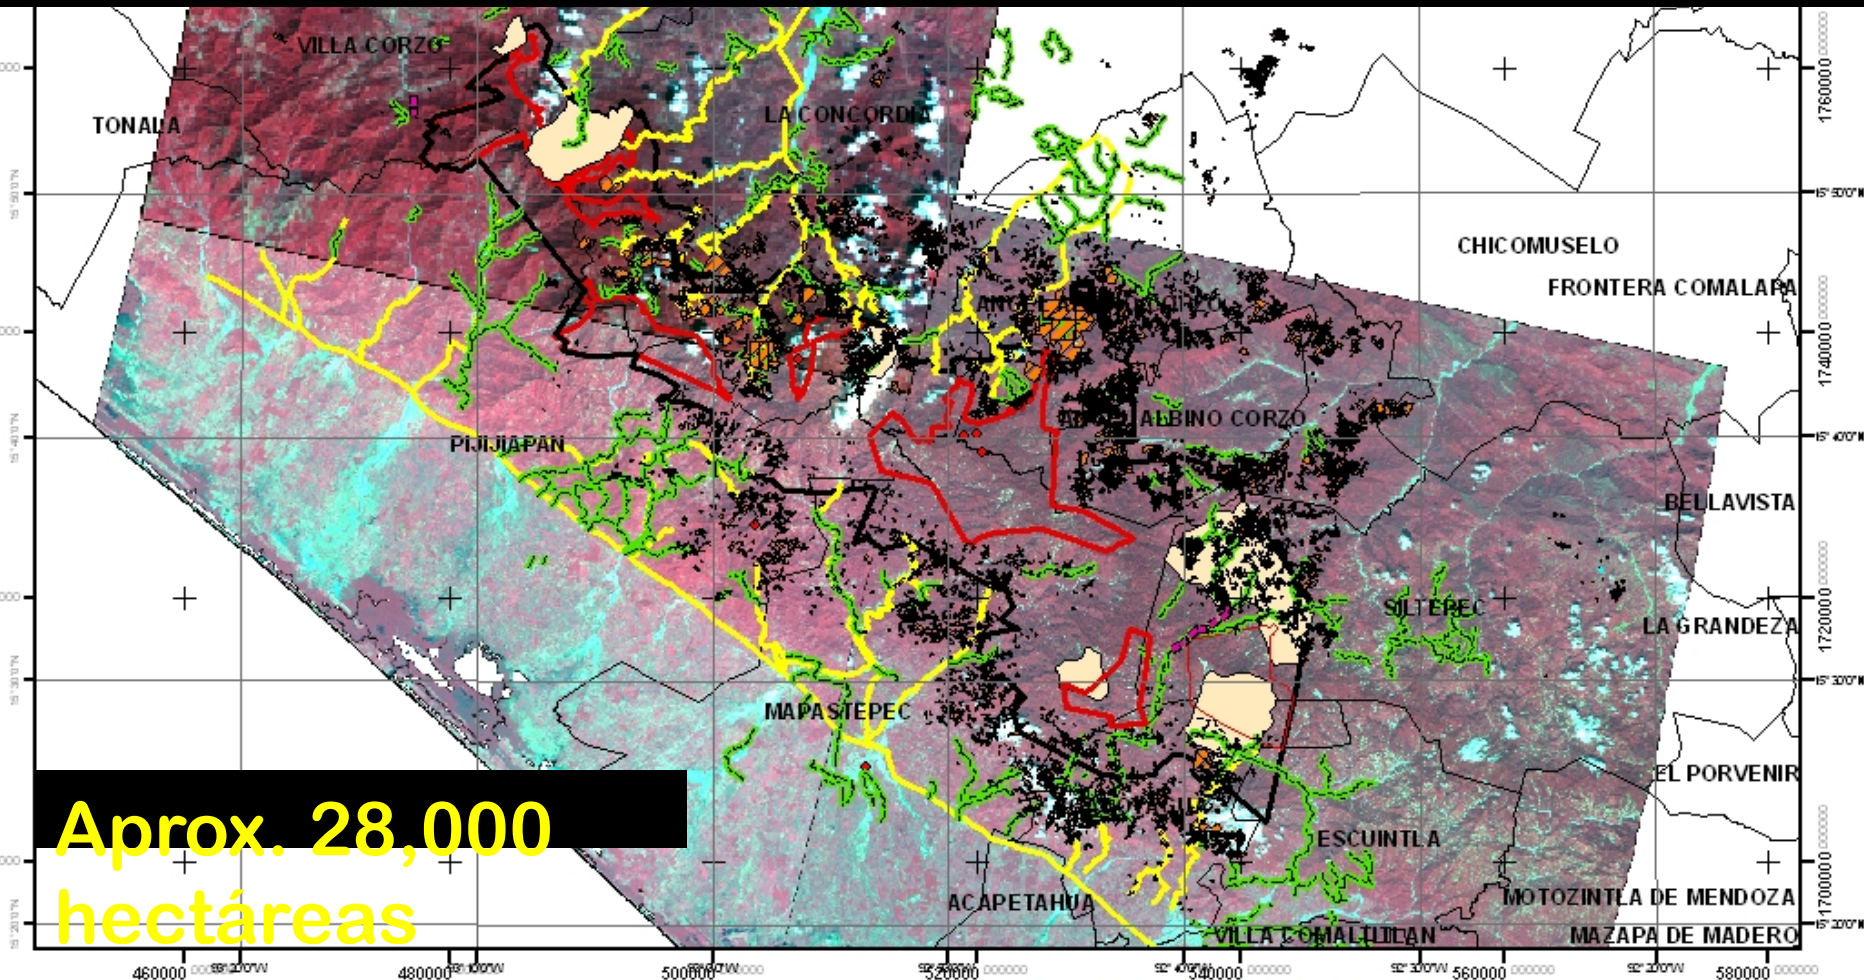 VILLA CORZO
LA CONCORDIA
TONALA
CHICOMUSELO
FRONTERA COMALAPA
ALBINO CORZO
PIJIJIAPAN
BELLAVISTA
SILTEPEC
LA GRANDEZA
MAPASTEPEC
EL PORVENIR
Aprox. 28,000
hectáreas
ESCUINTLA
MOTOZINTLA DE MENDOZA
ACAPETAHUA
VILLA COMALTITLAN
MAZAPA DE MADERO
1760000
1740000
1720000
1700000
460000
480000
500000
520000
540000
560000
580000